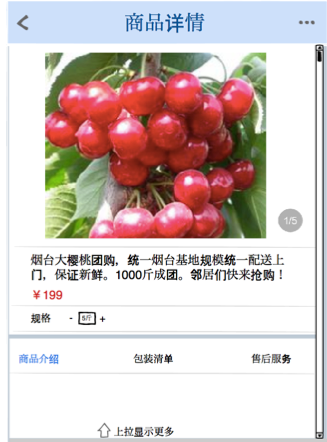 商品详情
1/5
烟台大樱桃团购，统一烟台基地规模统一配送上
门，保证新鲜。1000斤成团。邻居们快来抢购！
￥199
规格 - 5斤 +
商品介绍 包装清单 售后服务
上拉显示更多